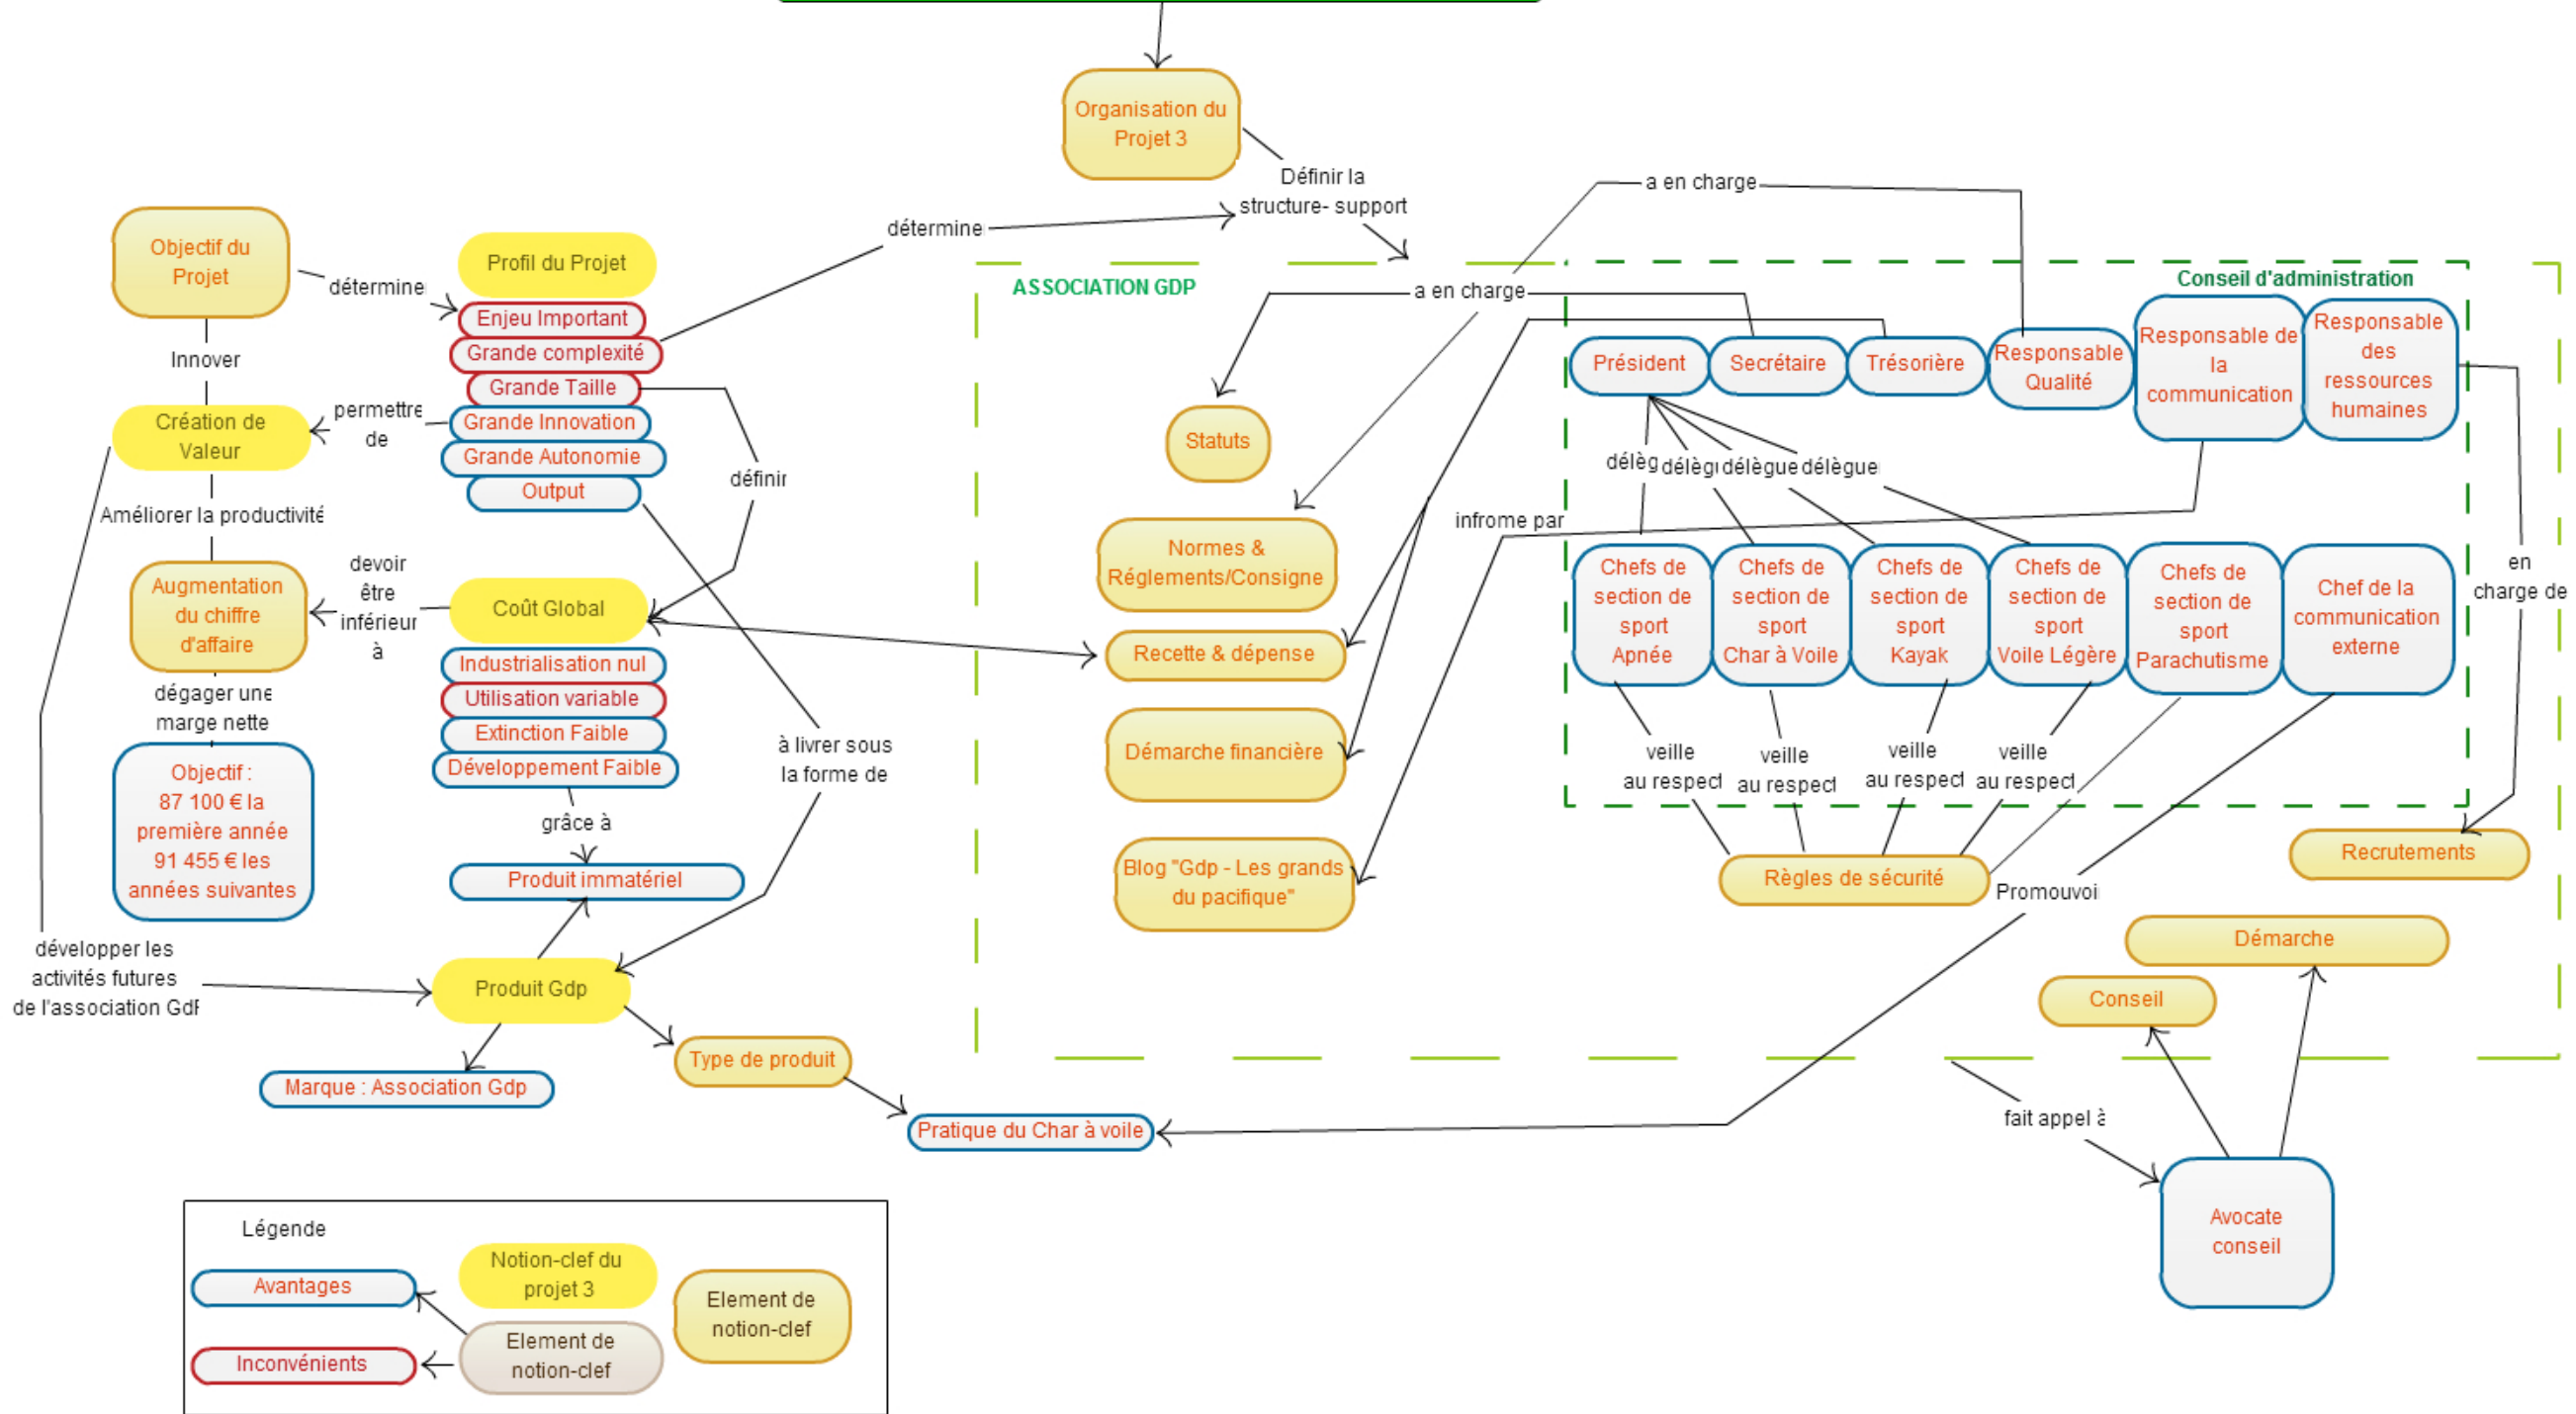 Organisation du
Projet 3
Définir la
structure- support
a en charge
détermine
Objectif du
Projet
détermine
Profil du Projet
Enjeu Important
Grande complexité
Grande Taille
Grande Innovation
Grande Autonomie
Output
Innover
permettre
de
Création de
Valeur
définir
Améliorer la productivité
devoir
être
inférieur
à
Augmentation
du chiffre
d'affaire
Coût Global
Industrialisation nul
Utilisation variable
Extinction Faible
Développement Faible
dégager une
marge nette
Objectif :
87 100 € la
première année
91 455 € les
années suivantes
à livrer sous
la forme de
grâce à
Produit immatériel
développer les
activités futures
de l'association GdF
Produit Gdp
Type de produit
Marque : Association Gdp
Pratique du Char à voile
ASSOCIATION GDP
a en charge
Conseil d'administration
Président
Secrétaire
Trésorière
Responsable
Qualité
Responsable de
la
communication
Responsable
des
ressources
humaines
Statuts
délèg
délègu
délègue
délègue
infrome par
Normes &
Réglements/Consigne
Recette & dépense
Démarche financière
Blog "Gdp - Les grands
du pacifique"
Chefs de
section de
sport
Apnée
Chefs de
section de
sport
Char à Voile
Chefs de
section de
sport
Kayak
Chefs de
section de
sport
Voile Légère
Chefs de
section de
sport
Parachutisme
Chef de la
communication
externe
en
charge de
veille
au respect
veille
au respect
veille
au respect
veille
au respect
Règles de sécurité
Promouvoi
Recrutements
Démarche
Conseil
fait appel à
Avocate
conseil
Légende
Avantages
Inconvénients
Notion-clef du
projet 3
Element de
notion-clef
Element de
notion-clef